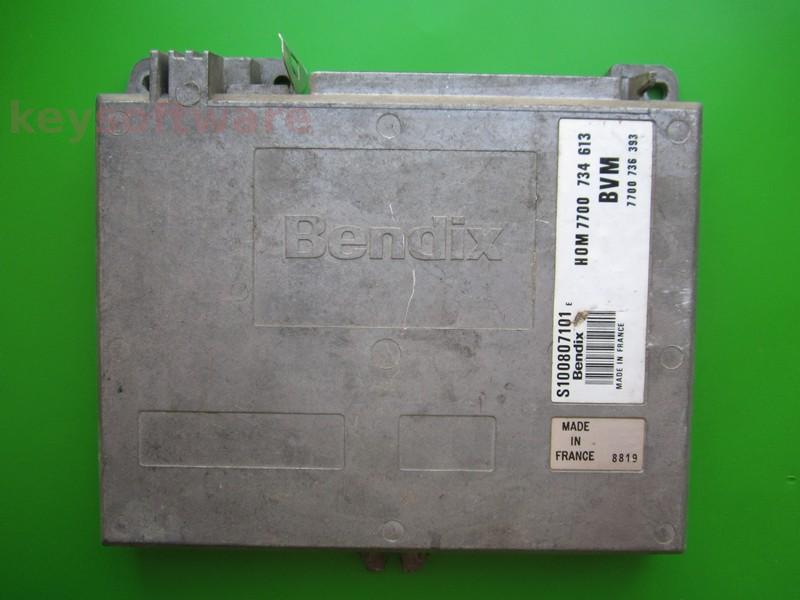 keysoftware
Bendix
HOM 7700 734 613
BVM
7700 736 393
S100807101 E
Bendix
MADE IN FRANCE
MADE
IN
FRANCE 8819